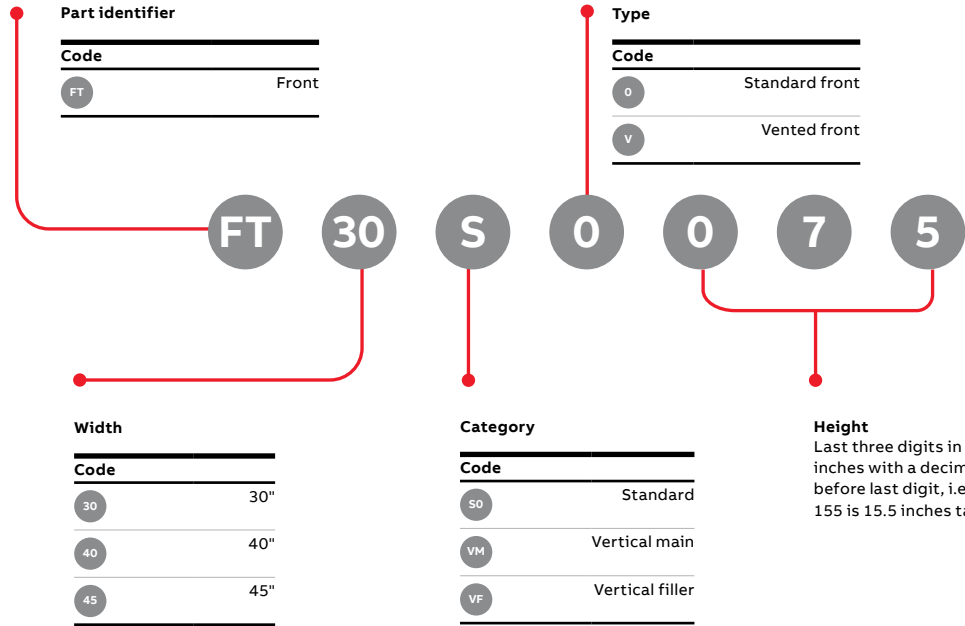 Part identifier
Code
FT Front
Type
Code
0 Standard front
V Vented front
FT 30 S 0 0 7 5
Width
Code
30 30"
40 40"
45 45"
Category
Code
S0 Standard
VM Vertical main
VF Vertical filler
Height
Last three digits in
inches with a decim
before last digit, i.e
155 is 15.5 inches ta